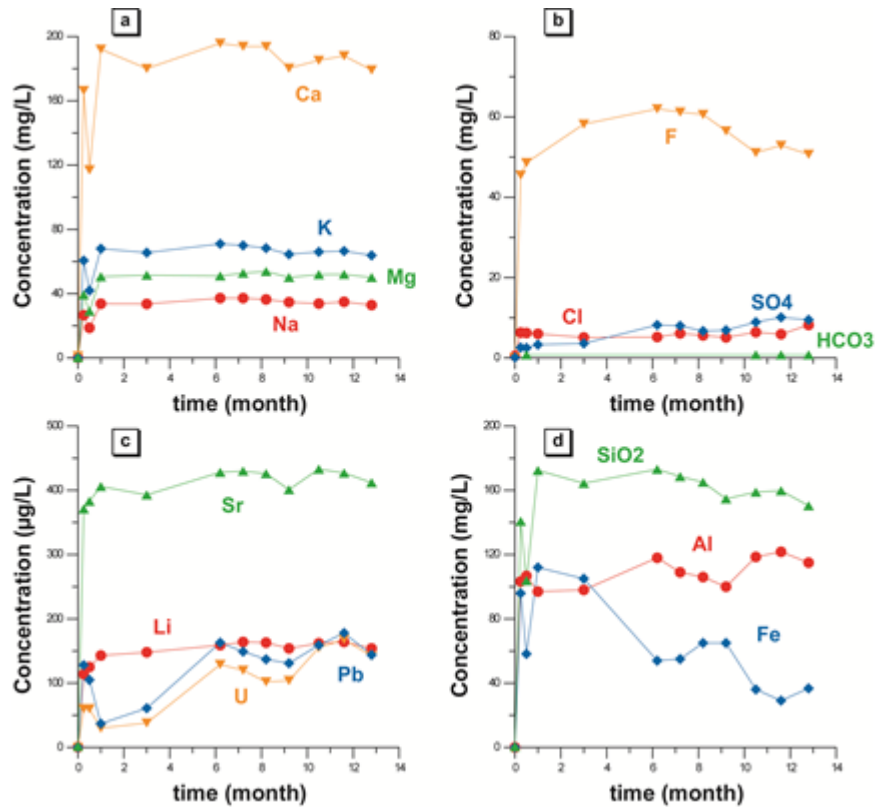 a
Concentration (mg/L)
200
160
120
80
40
0
Ca
K
Mg
Na
0 2 4 6 8 10 12 14
time (month)
b
Concentration (mg/L)
80
60
40
20
0
F
Cl
SO4
HCO3
0 2 4 6 8 10 12 14
time (month)
c
Concentration (µg/L)
500
400
300
200
100
0
Sr
Li
Pb
U
0 2 4 6 8 10 12 14
time (month)
d
Concentration (mg/L)
200
160
120
80
40
0
SiO2
Al
Fe
0 2 4 6 8 10 12 14
time (month)